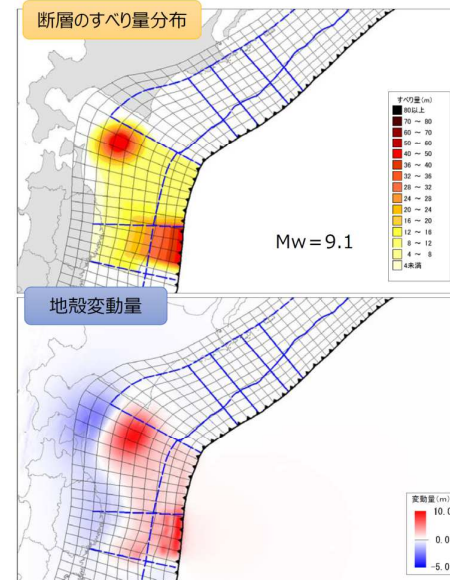 断層のすべり量分布
すべり量(m)
80以上
70 ～ 80
60 ～ 70
50 ～ 60
40 ～ 50
36 ～ 40
32 ～ 36
28 ～ 32
24 ～ 28
20 ～ 24
16 ～ 20
12 ～ 16
8 ～ 12
4 ～ 8
4未満
Mw=9.1
地殻変動量
変動量(m)
10.0
0.0
-5.0